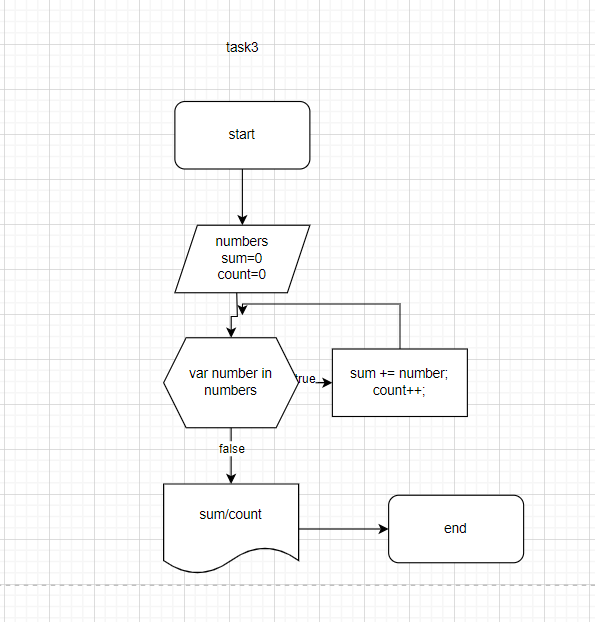 task3
start
numbers
sum=0
count=0
var number in
numbers
true
sum += number;
count++;
false
sum/count
end